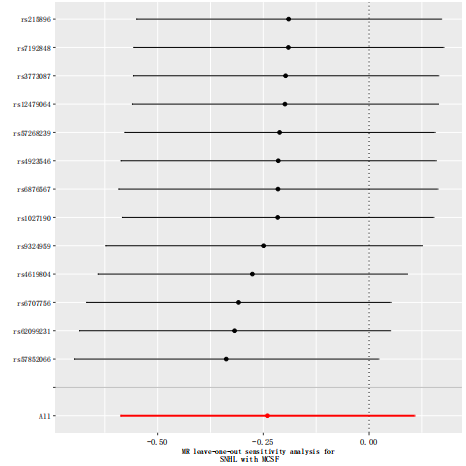 rs7192848
rs3773087
rs12479064
rs57268239
rs4923546
rs6876567
rs1027190
rs9324959
rs4619804
rs6707756
rs62099231
rs57852066
All
-0.50 -0.25 0.00
MR leave-one-out sensitivity analysis for
SNHL with MCSF